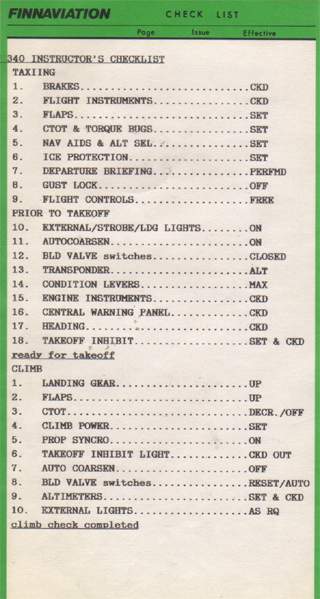 FINNAVIATION CHECK LIST
Page Issue Effective
340 INSTRUCTOR'S CHECKLIST
TAXIING
1. BRAKES..............................CKD
2. FLIGHT INSTRUMENTS..................CKD
3. FLAPS...............................SET
4. CTOT & TORQUE BUGS..................SET
5. NAV AIDS & ALT SEL..................SET
6. ICE PROTECTION......................SET
7. DEPARTURE BRIEFING..................PERFMD
8. GUST LOCK...........................OFF
9. FLIGHT CONTROLS.....................FREE
PRIOR TO TAKEOFF
10. EXTERNAL/STROBE/LDG LIGHTS..........ON
11. AUTOCOARSEN.........................ON
12. BLD VALVE switches..................CLOSED
13. TRANSPONDER.........................ALT
14. CONDITION LEVERS....................MAX
15. ENGINE INSTRUMENTS..................CKD
16. CENTRAL WARNING PANEL...............CKD
17. HEADING.............................CKD
18. TAKEOFF INHIBIT.....................SET & CKD
ready for takeoff
CLIMB
1. LANDING GEAR........................UP
2. FLAPS...............................UP
3. CTOT................................DECR./OFF
4. CLIMB POWER.........................SET
5. PROP SYNCRO.........................ON
6. TAKEOFF INHIBIT LIGHT...............CKD OUT
7. AUTO COARSEN........................OFF
8. BLD VALVE switches..................RESET/AUTO
9. ALTIMETERS..........................SET & CKD
10. EXTERNAL LIGHTS.....................AS RQ
climb check completed